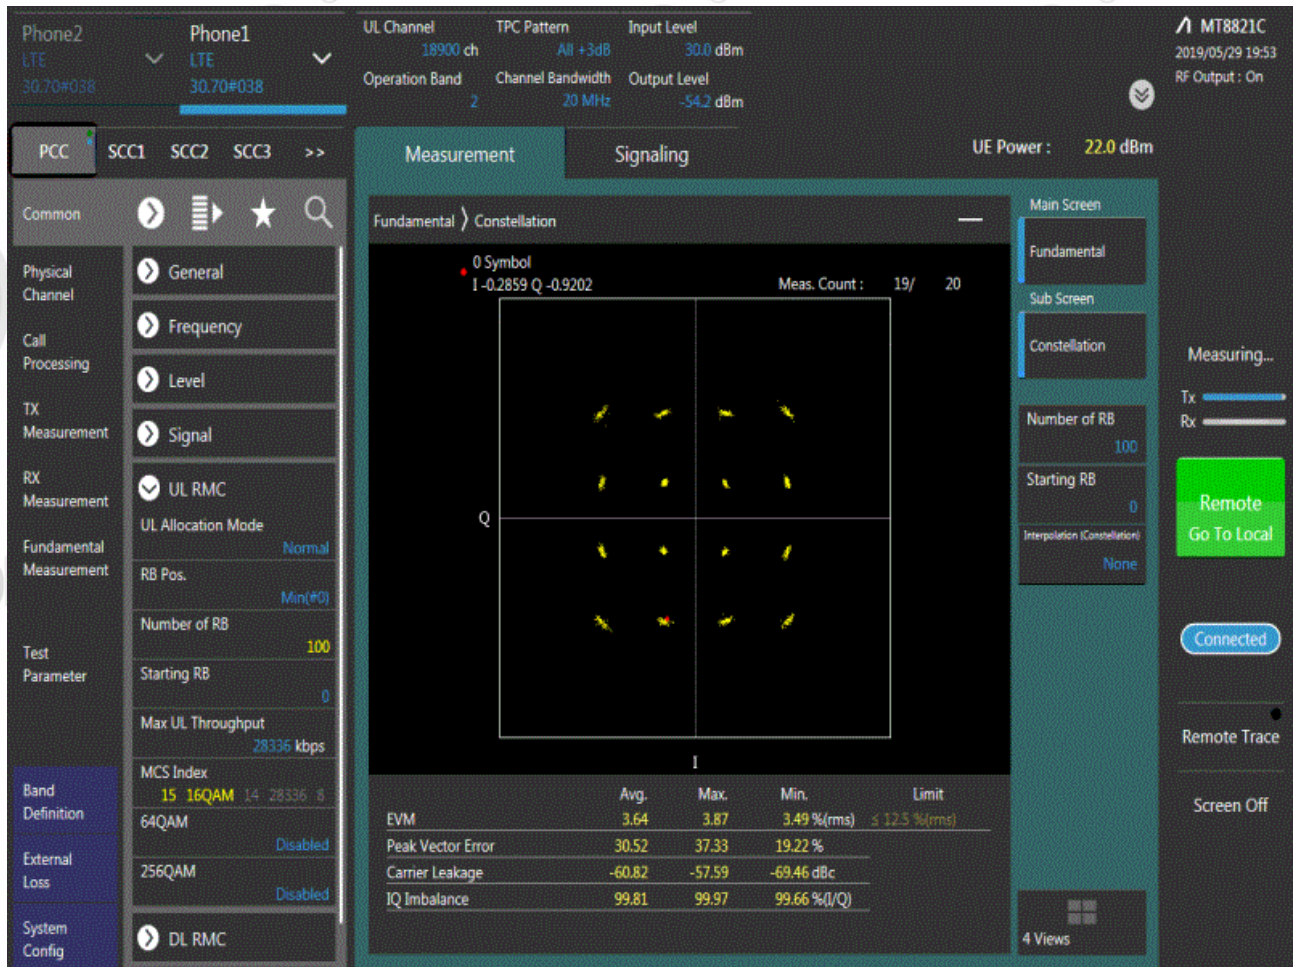 Phone2
LTE
30.70#038
Phone1
LTE
30.70#038
UL Channel
18900 ch
TPC Pattern
All +3dB
Input Level
30.0 dBm
Operation Band
2
Channel Bandwidth
20 MHz
Output Level
-54.2 dBm
MT8821C
2019/05/29 19:53
RF Output : On
PCC SCC1 SCC2 SCC3 >>
Measurement
Signaling
UE Power : 22.0 dBm
Common
Physical
Channel
Call
Processing
TX
Measurement
RX
Measurement
Fundamental
Measurement
Test
Parameter
Band
Definition
External
Loss
System
Config
General
Frequency
Level
Signal
UL RMC
UL Allocation Mode
Normal
RB Pos.
Min(#0)
Number of RB
100
Starting RB
0
Max UL Throughput
28336 kbps
MCS Index
15 16QAM 14 28336 8
64QAM
Disabled
256QAM
Disabled
DL RMC
Fundamental 〉 Constellation
0 Symbol
I -0.2859 Q -0.9202
Meas. Count : 19/ 20
Q
I
Avg. Max. Min. Limit
EVM 3.64 3.87 3.49 %(rms) ≤ 12.5 %(rms)
Peak Vector Error 30.52 37.33 19.22 %
Carrier Leakage -60.82 -57.59 -69.46 dBc
IQ Imbalance 99.81 99.97 99.66 %(I/Q)
Main Screen
Fundamental
Sub Screen
Constellation
Number of RB
100
Starting RB
0
Interpolation (Constellation)
None
4 Views
Measuring...
Tx
Rx
Remote
Go To Local
Connected
Remote Trace
Screen Off